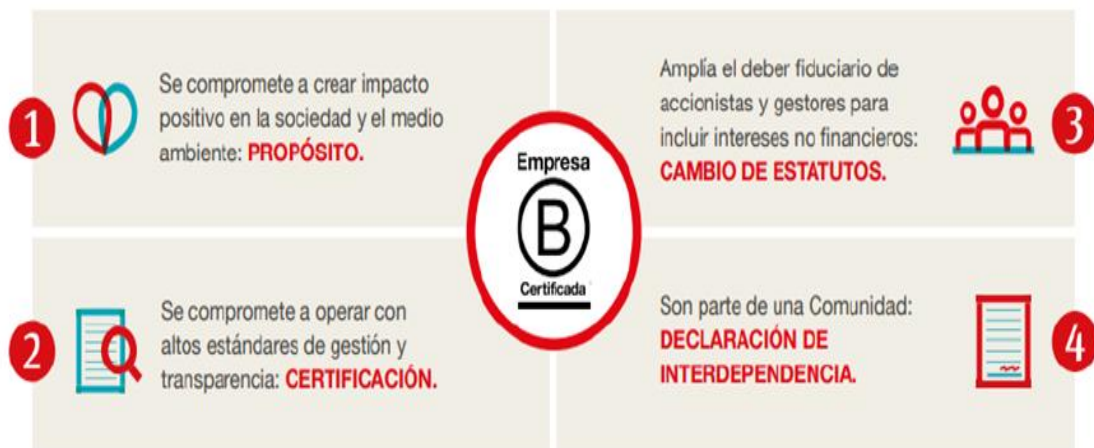 1
Se compromete a crear impacto
positivo en la sociedad y el medio
ambiente: PROPÓSITO.
2
Se compromete a operar con
altos estándares de gestión y
transparencia: CERTIFICACIÓN.
Empresa
B
Certificada
Amplía el deber fiduciario de
accionistas y gestores para
incluir intereses no financieros:
CAMBIO DE ESTATUTOS.
3
Son parte de una Comunidad:
DECLARACIÓN DE
INTERDEPENDENCIA.
4